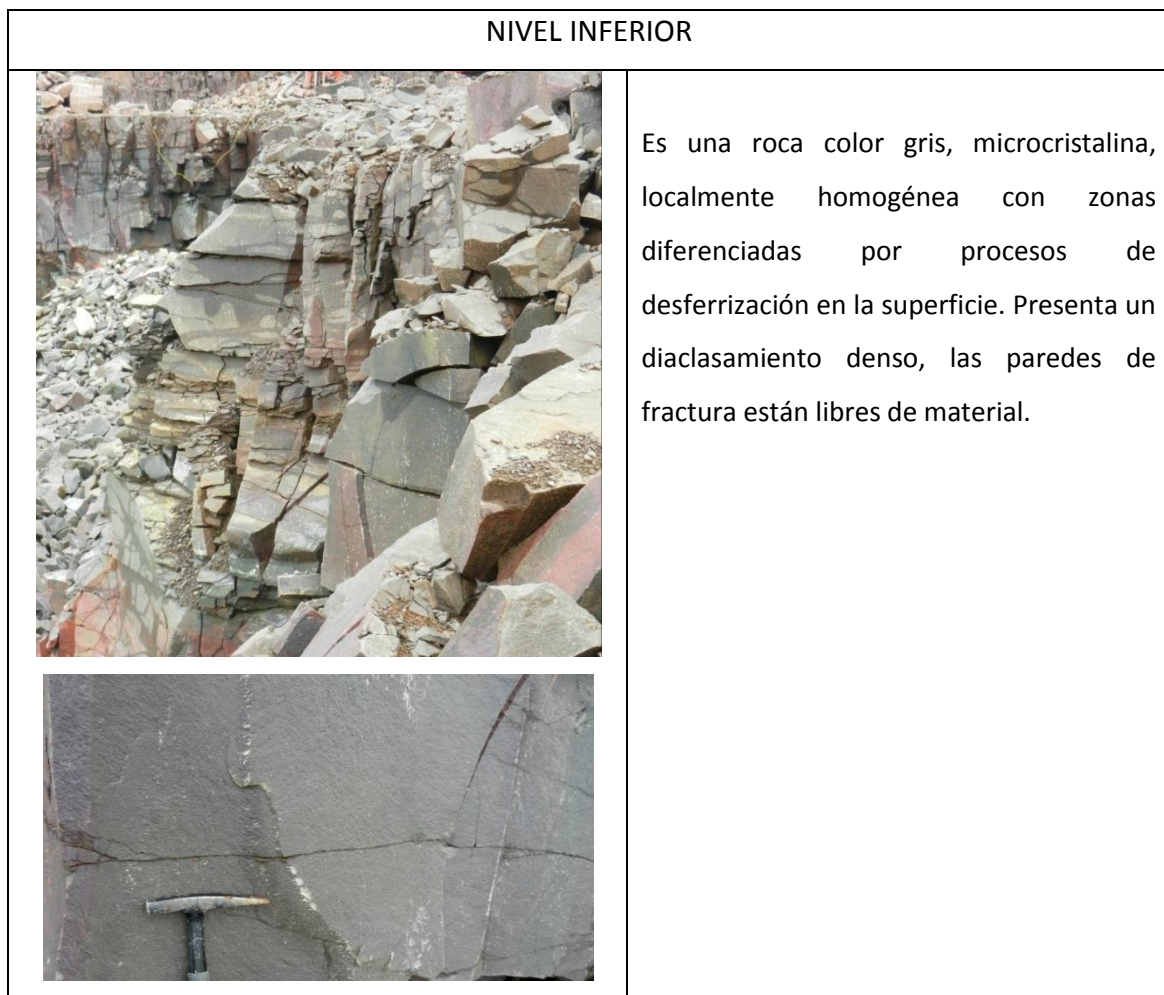 NIVEL INFERIOR
Es una roca color gris, microcristalina,
localmente homogénea con zonas
diferenciadas por procesos de
desferrización en la superficie. Presenta un
diaclasamiento denso, las paredes de
fractura están libres de material.